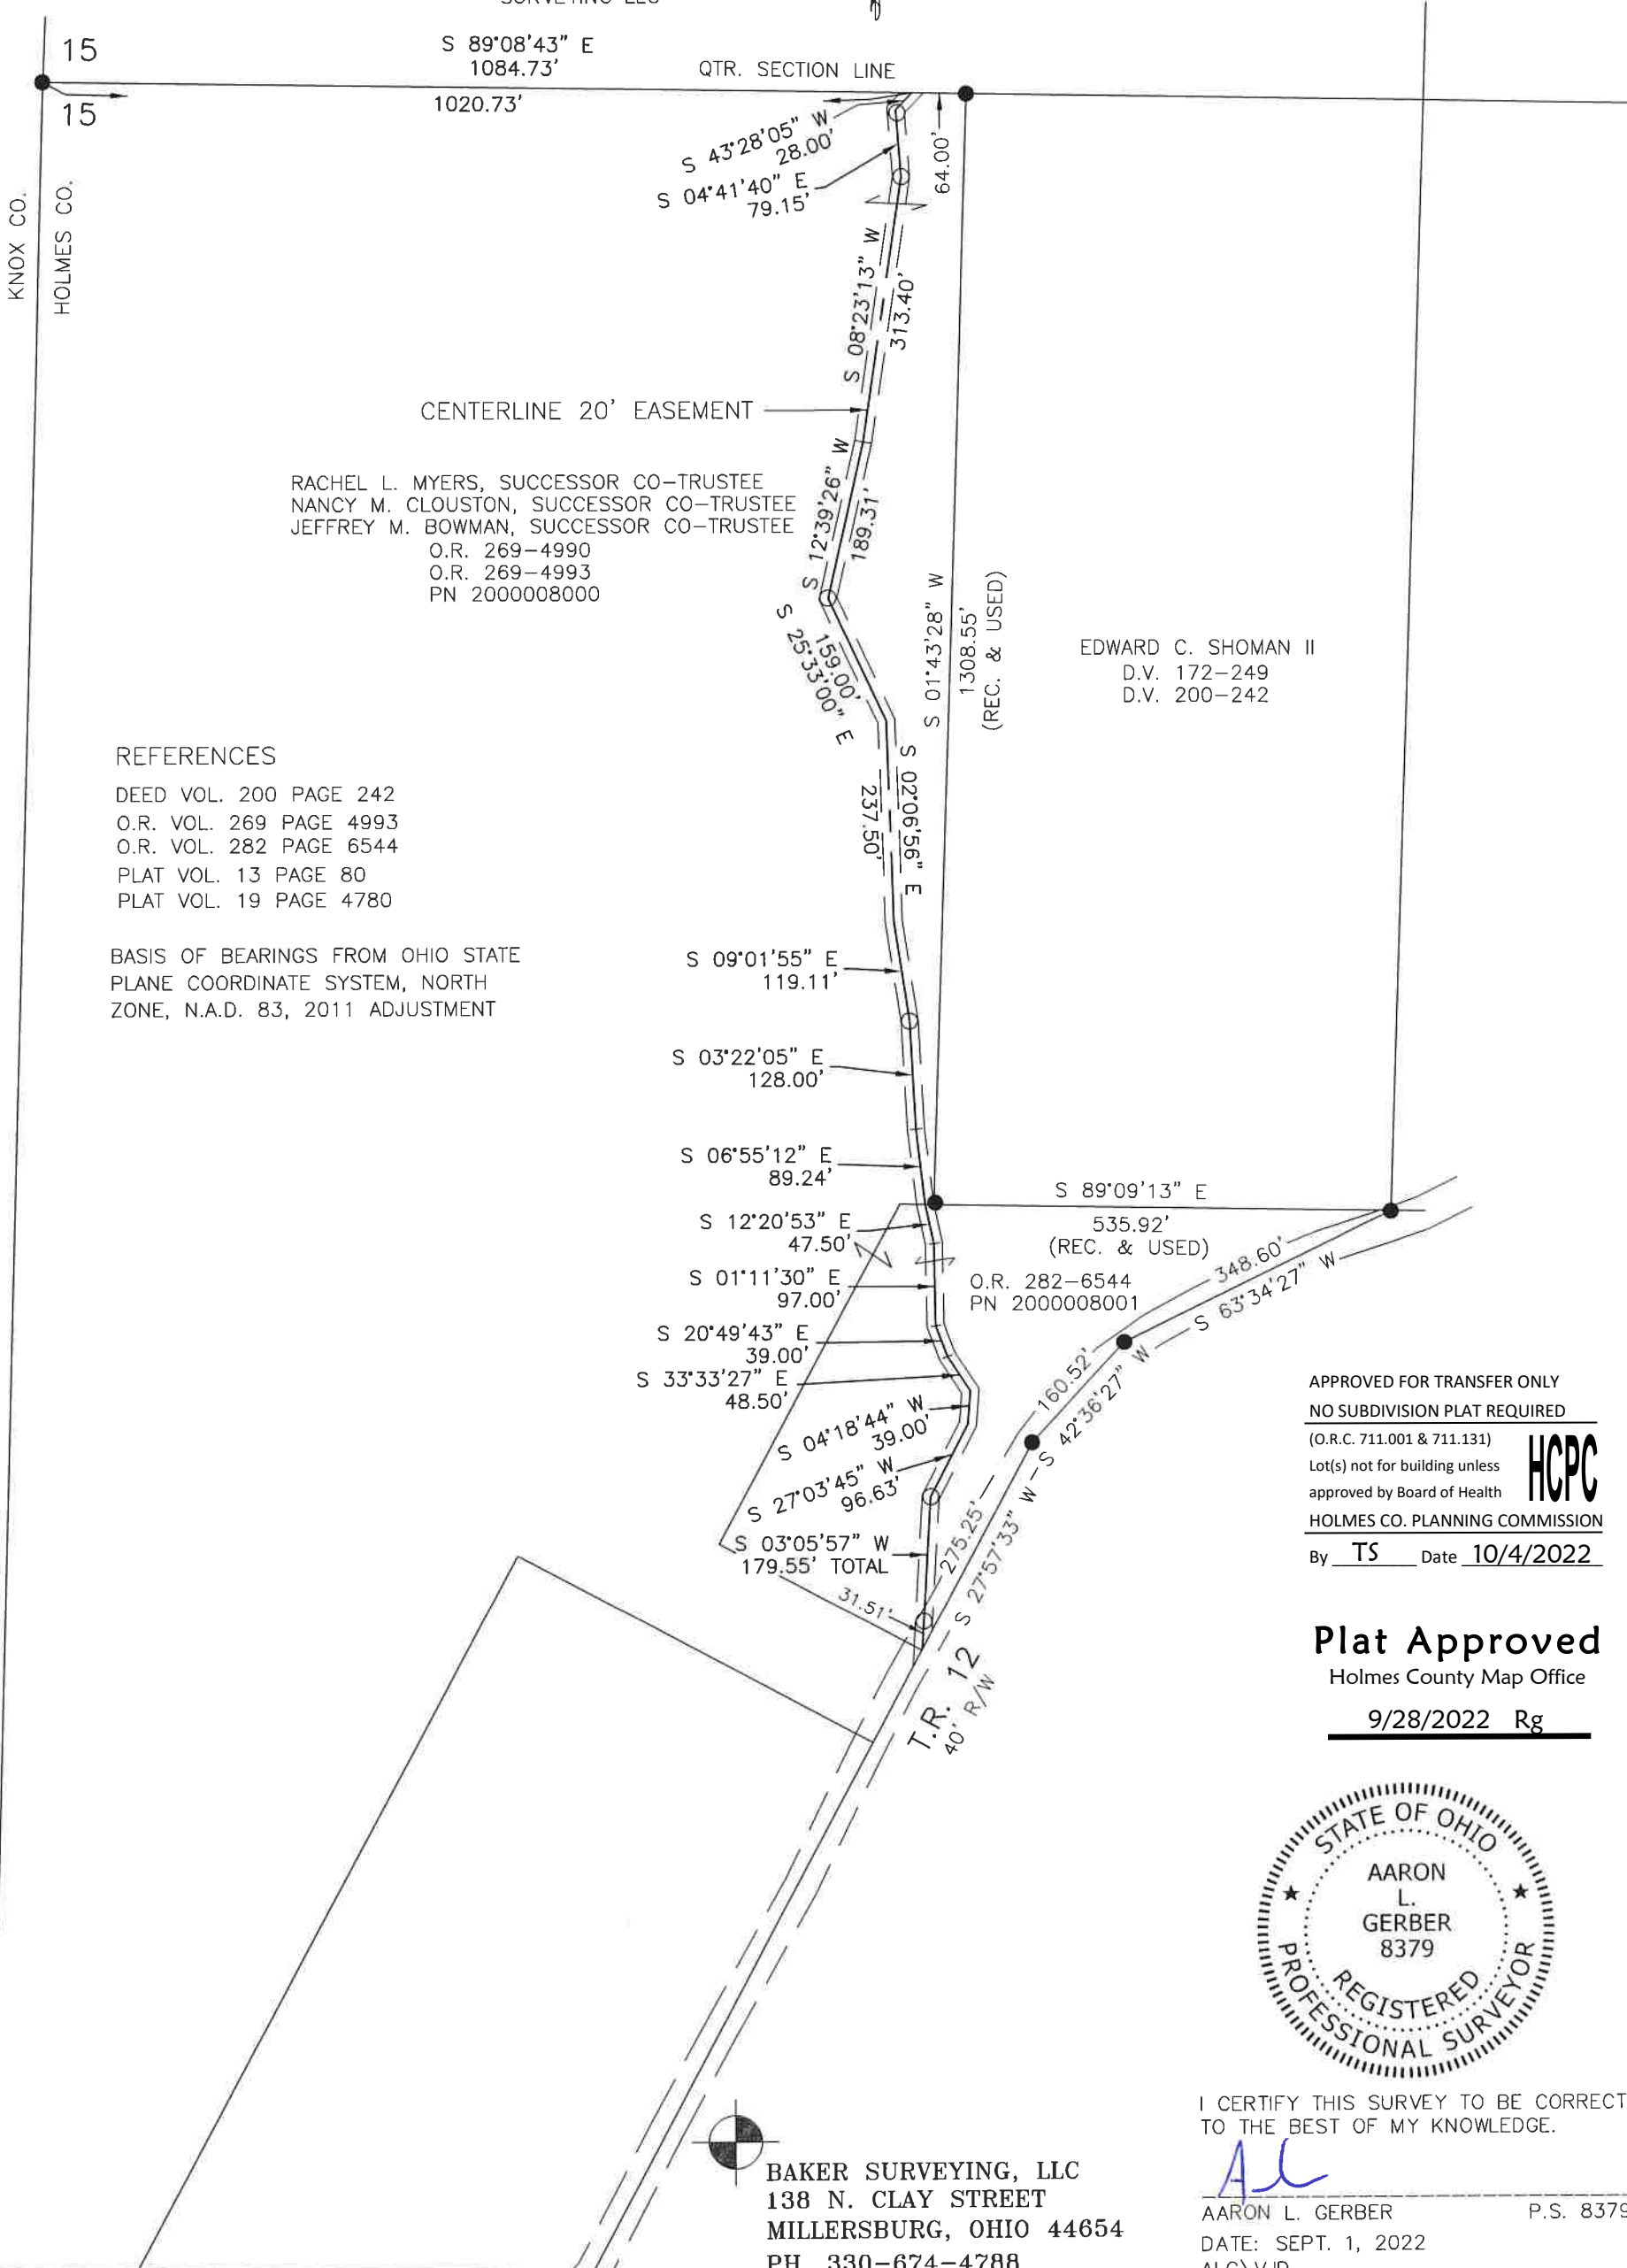 15
S 89°08'43" E
1084.73'
QTR. SECTION LINE
15
1020.73'
KNOX CO.
HOLMES CO.
S 43°28'05" W
28.00'
S 04°41'40" E
79.15'
64.00'
S 08°23'13" W
313.40'
CENTERLINE 20' EASEMENT
RACHEL L. MYERS, SUCCESSOR CO-TRUSTEE
NANCY M. CLOUSTON, SUCCESSOR CO-TRUSTEE
JEFFREY M. BOWMAN, SUCCESSOR CO-TRUSTEE
O.R. 269-4990
O.R. 269-4993
PN 2000008000
S 12°39'26" W
189.31'
159.00'
S 25°33'00" E
S 01°43'28" W
1308.55'
(REC. & USED)
EDWARD C. SHOMAN II
D.V. 172-249
D.V. 200-242
REFERENCES
DEED VOL. 200 PAGE 242
O.R. VOL. 269 PAGE 4993
O.R. VOL. 282 PAGE 6544
PLAT VOL. 13 PAGE 80
PLAT VOL. 19 PAGE 4780
S 02°06'56" E
237.50'
BASIS OF BEARINGS FROM OHIO STATE
PLANE COORDINATE SYSTEM, NORTH
ZONE, N.A.D. 83, 2011 ADJUSTMENT
S 09°01'55" E
119.11'
S 03°22'05" E
128.00'
S 06°55'12" E
89.24'
S 12°20'53" E
47.50'
S 01°11'30" E
97.00'
S 20°49'43" E
39.00'
S 33°33'27" E
48.50'
S 04°18'44" W
39.00'
S 27°03'45" W
96.63'
S 03°05'57" W
179.55' TOTAL
31.51'
S 89°09'13" E
535.92'
(REC. & USED)
O.R. 282-6544
PN 2000008001
348.60'
S 63°34'27" W
160.52'
S 42°36'27" W
275.25'
S 27°57'33" W
T.R. 12
40' R/W
APPROVED FOR TRANSFER ONLY
NO SUBDIVISION PLAT REQUIRED
(O.R.C. 711.001 & 711.131)
Lot(s) not for building unless
approved by Board of Health
HCPC
HOLMES CO. PLANNING COMMISSION
By TS Date 10/4/2022
Plat Approved
Holmes County Map Office
9/28/2022 Rg
STATE OF OHIO
AARON
L.
GERBER
8379
REGISTERED
PROFESSIONAL SURVEYOR
I CERTIFY THIS SURVEY TO BE CORRECT
TO THE BEST OF MY KNOWLEDGE.
AARON L. GERBER P.S. 8379
DATE: SEPT. 1, 2022
BAKER SURVEYING, LLC
138 N. CLAY STREET
MILLERSBURG, OHIO 44654
PH. 330-674-4788